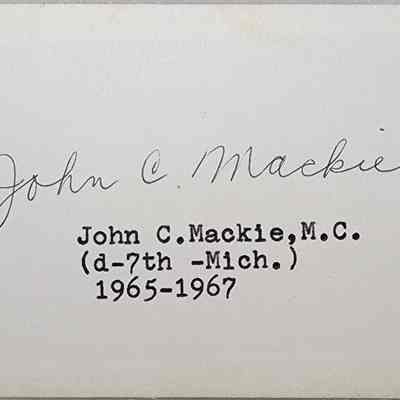 John C. Mackie
John C.Mackie,M.C.
(d-7th -Mich.)
1965-1967